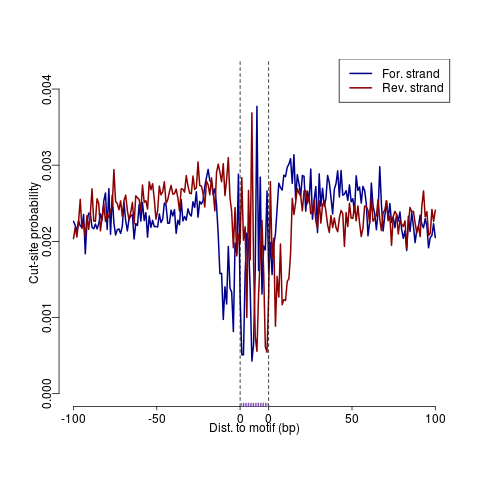 For. strand
Rev. strand
Cut-site probability
0.004
0.003
0.002
0.001
0.000
-100 -50 0 0 50 100
Dist. to motif (bp)